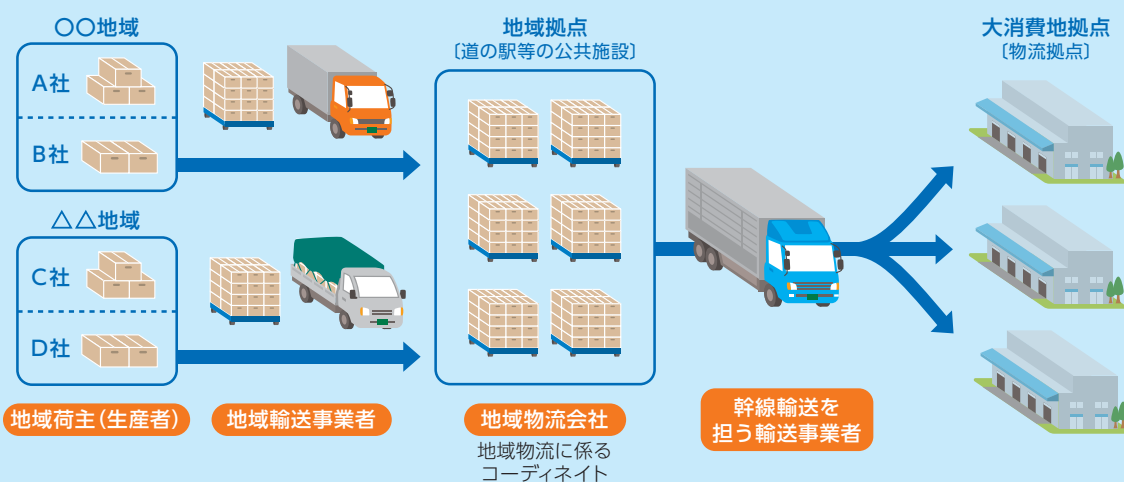 〇〇地域
A社
B社
△△地域
C社
D社
地域荷主（生産者）
地域輸送事業者
地域拠点
〔道の駅等の公共施設〕
地域物流会社
地域物流に係る
コーディネイト
幹線輸送を
担う輸送事業者
大消費地拠点
〔物流拠点〕